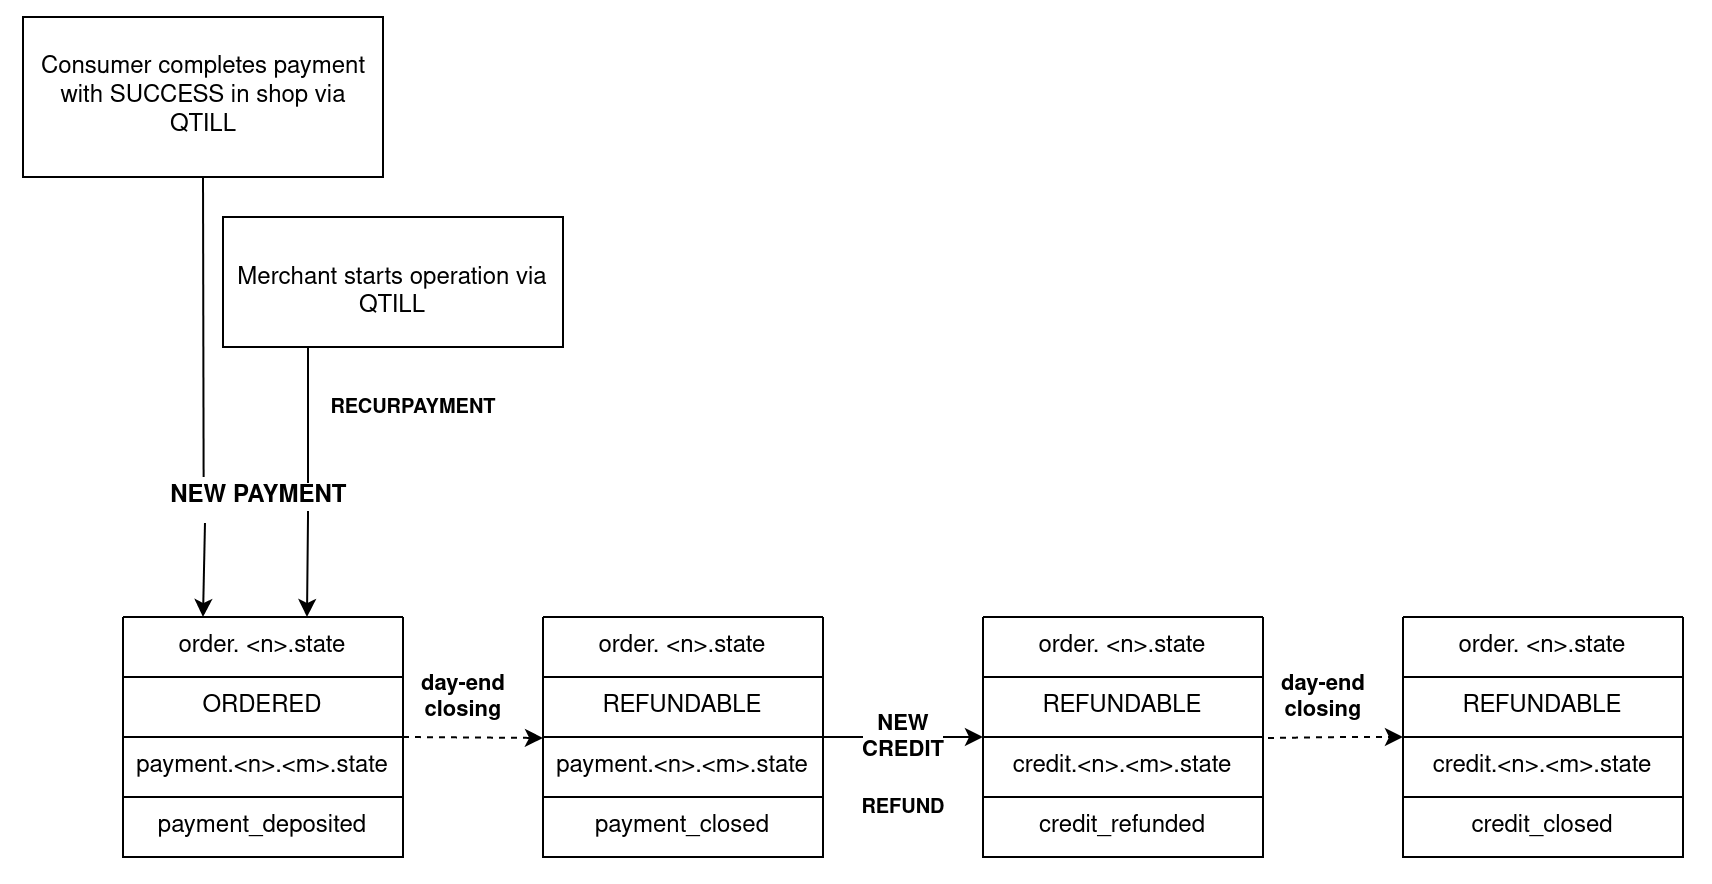 Consumer completes payment
with SUCCESS in shop via
QTILL
Merchant starts operation via
QTILL
RECURPAYMENT
NEW PAYMENT
order. <n>.state
ORDERED
payment.<n>.<m>.state
payment_deposited
day-end
closing
order. <n>.state
REFUNDABLE
payment.<n>.<m>.state
payment_closed
NEW
CREDIT
REFUND
order. <n>.state
REFUNDABLE
credit.<n>.<m>.state
credit_refunded
day-end
closing
order. <n>.state
REFUNDABLE
credit.<n>.<m>.state
credit_closed